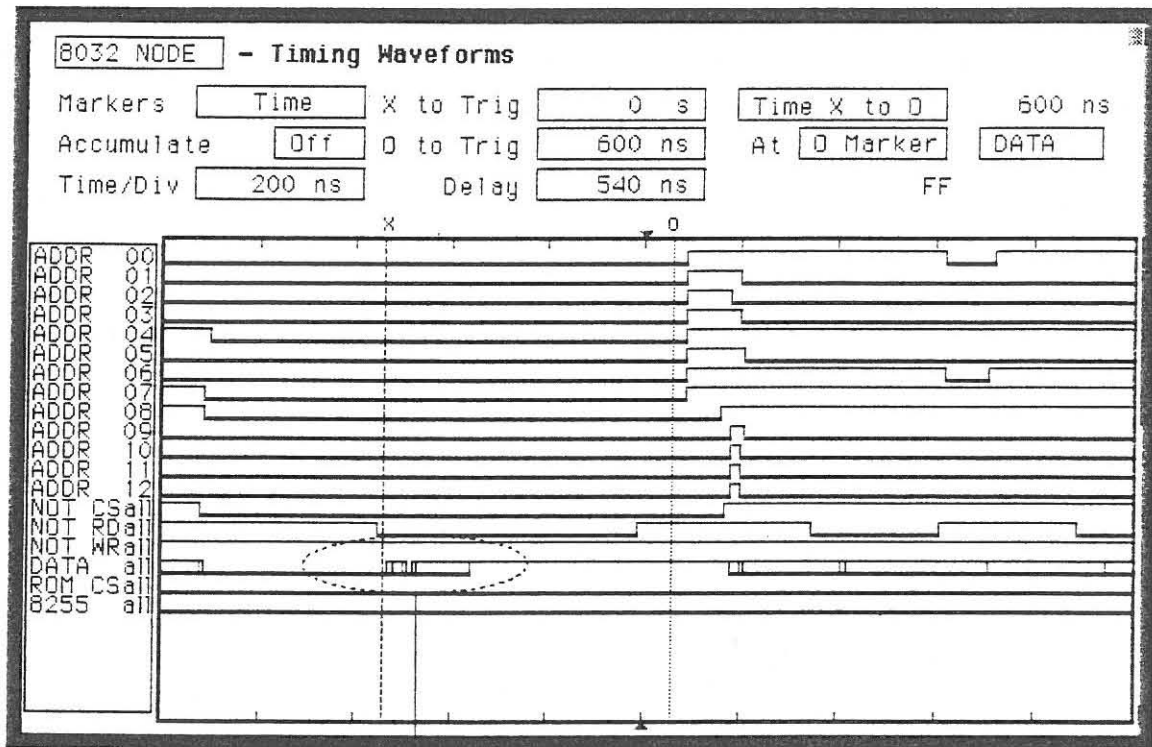 8032 NODE - Timing Waveforms
Markers Time X to Trig 0 s Time X to O 600 ns
Accumulate Off O to Trig 600 ns At O Marker DATA
Time/Div 200 ns Delay 540 ns FF
X O
ADDR 00
ADDR 01
ADDR 02
ADDR 03
ADDR 04
ADDR 05
ADDR 06
ADDR 07
ADDR 08
ADDR 09
ADDR 10
ADDR 11
ADDR 12
NOT CSall
NOT RDall
NOT WRall
DATA all
ROM CSall
8255 all